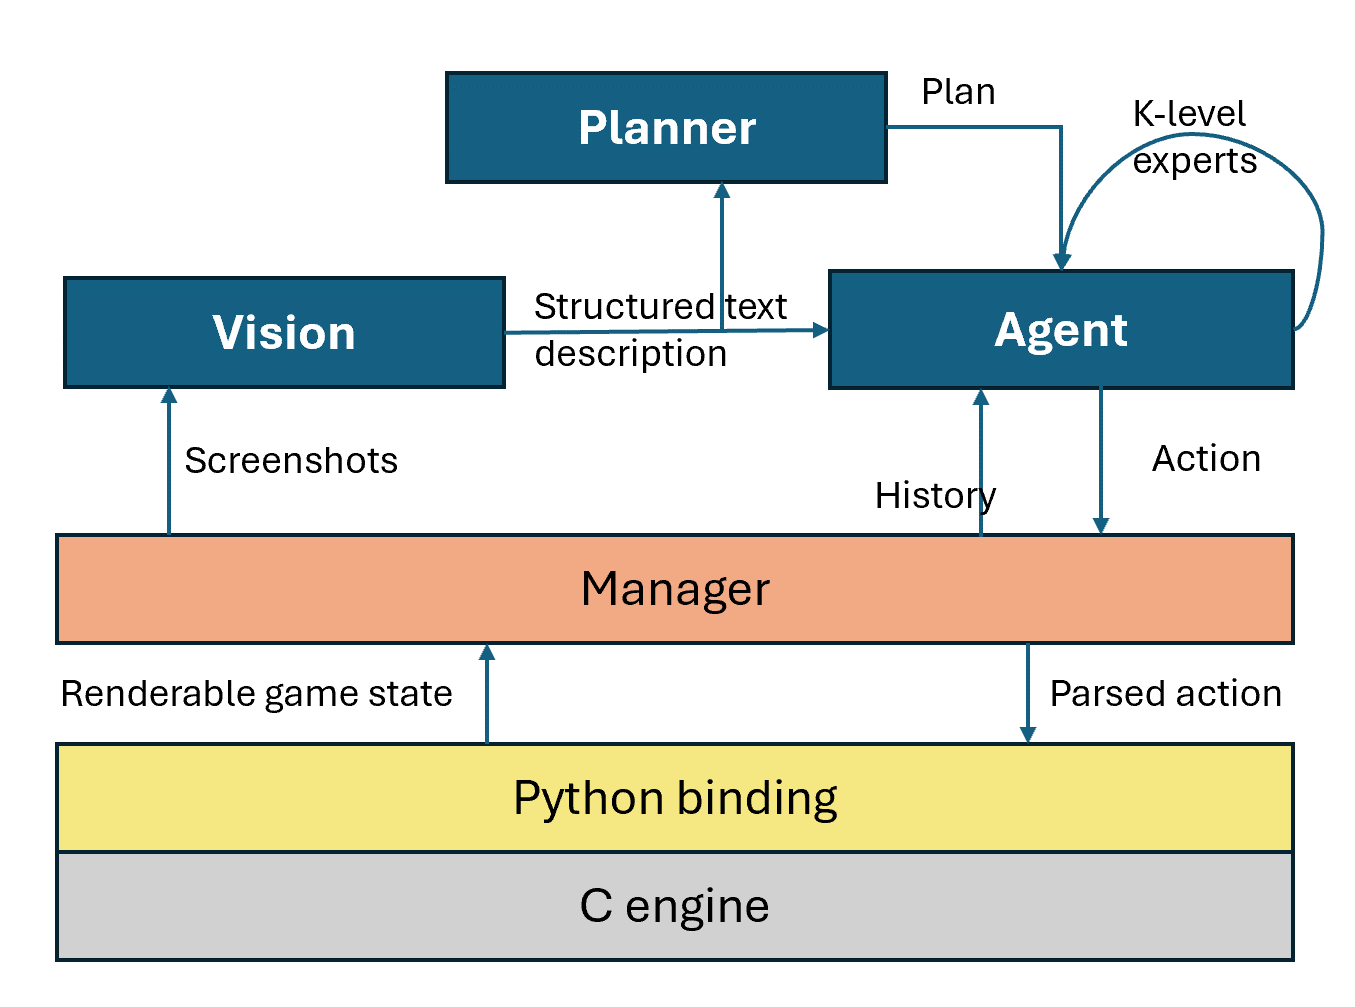 Planner
Plan
K-level
experts
Vision
Structured text
description
Agent
Screenshots
History
Action
Manager
Renderable game state
Parsed action
Python binding
C engine